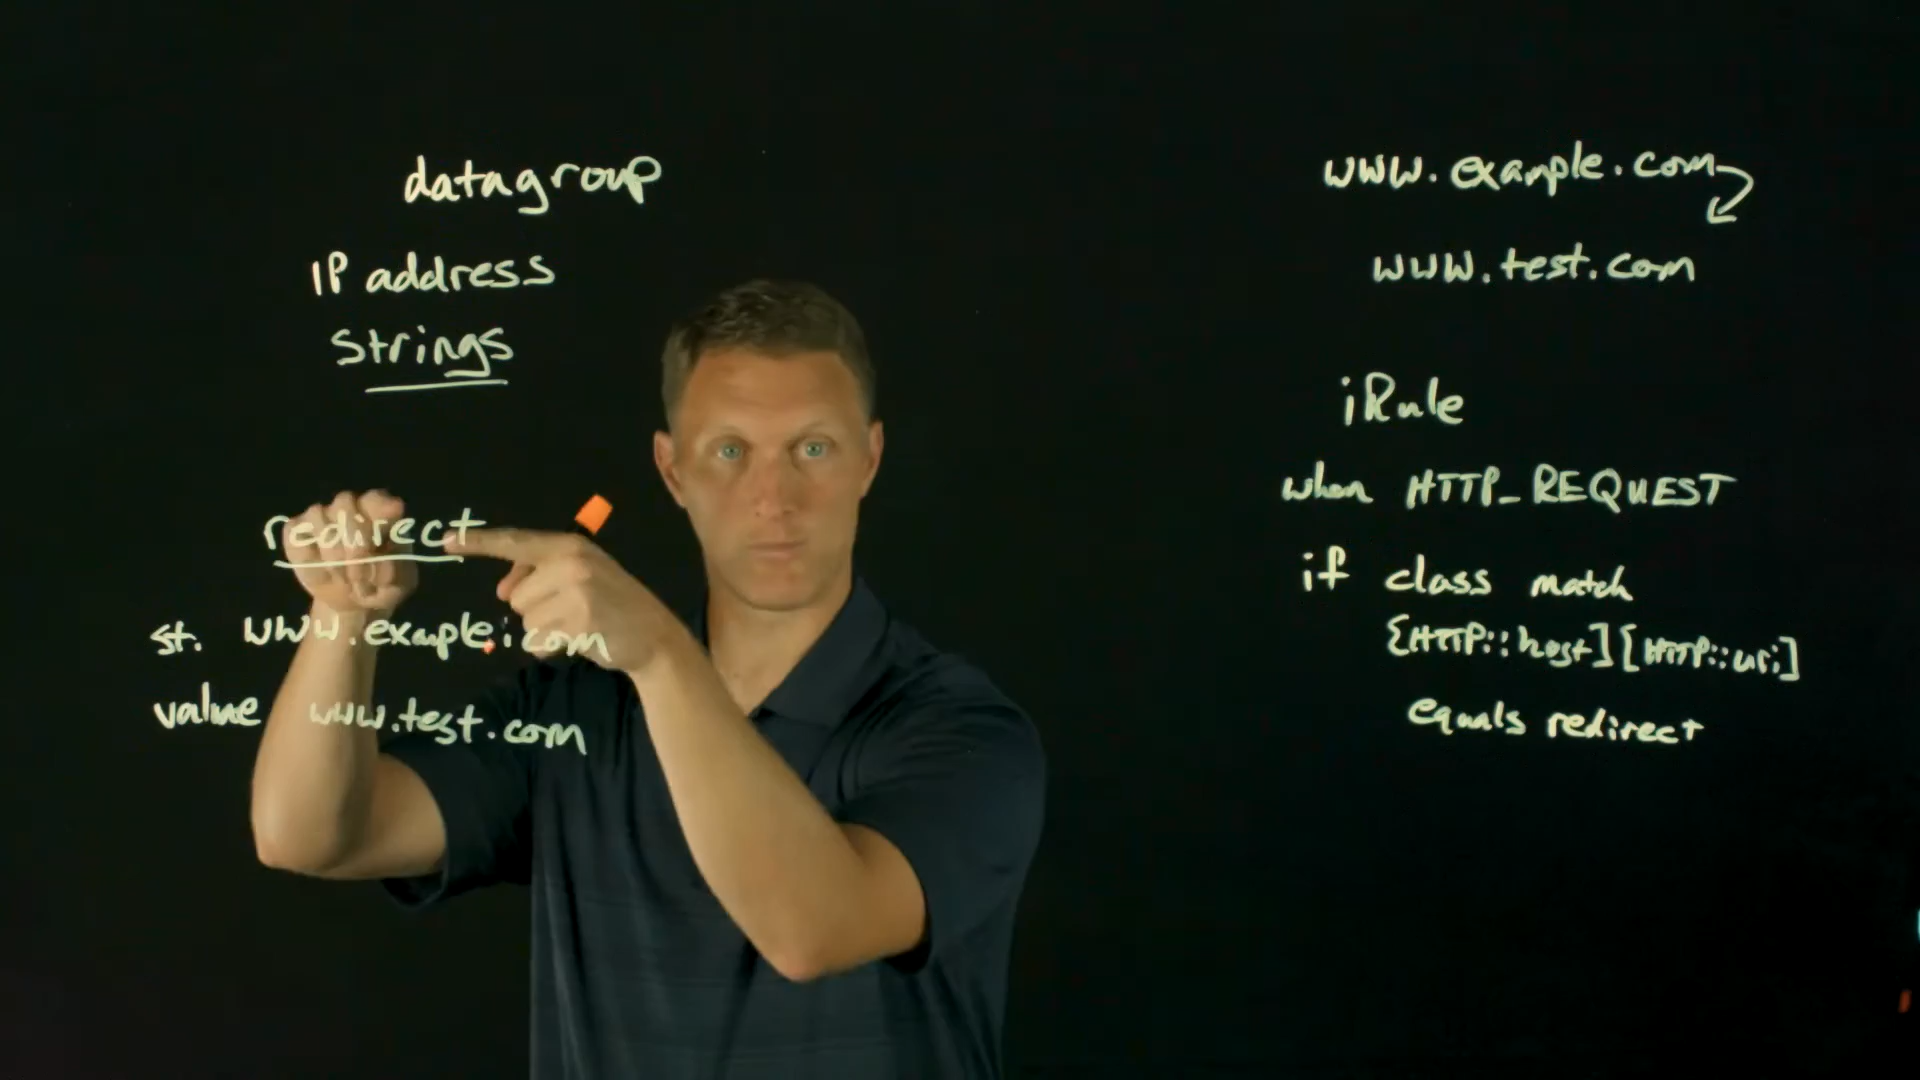 datagroup
IP address
strings
redirect
st. www.example.com
value www.test.com
www.example.com
www.test.com
iRule
when HTTP_REQUEST
if class match
[HTTP::host][HTTP::uri]
equals redirect